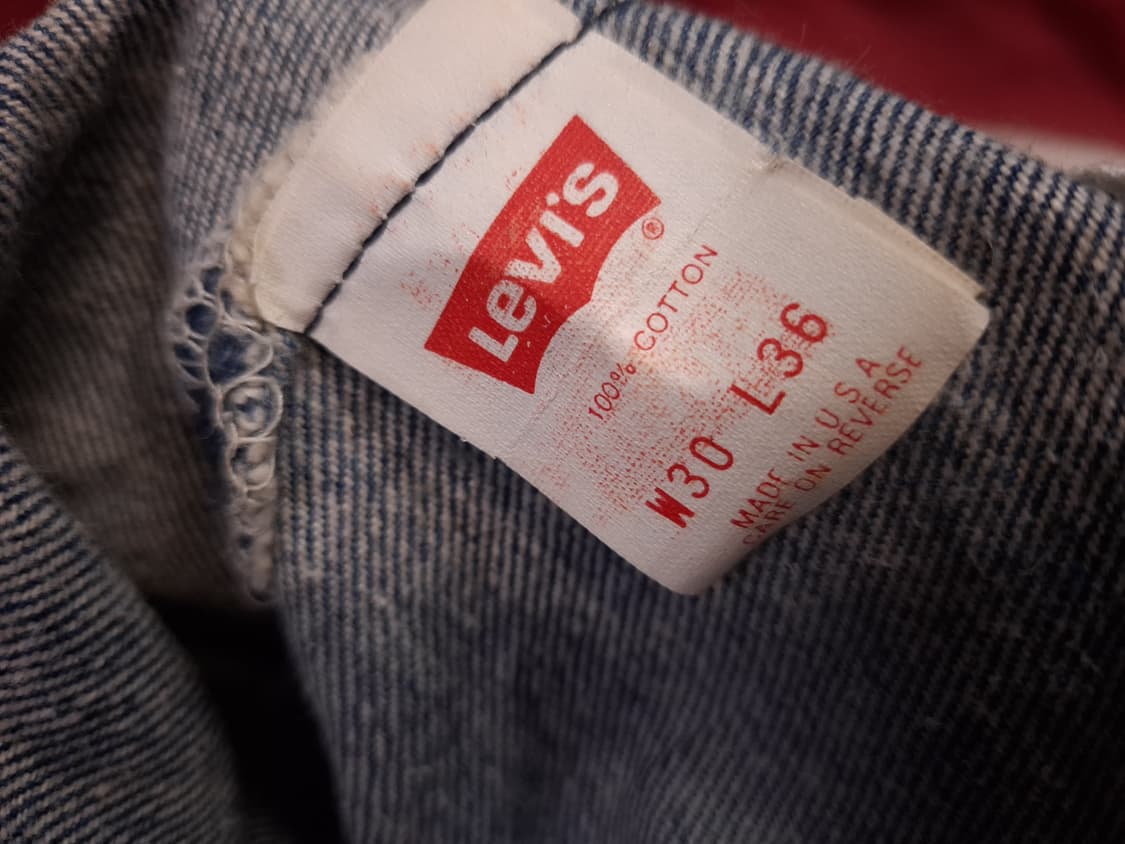 Levi's ®
100% COTTON
W30 L36
MADE IN U S A
CARE ON REVERSE